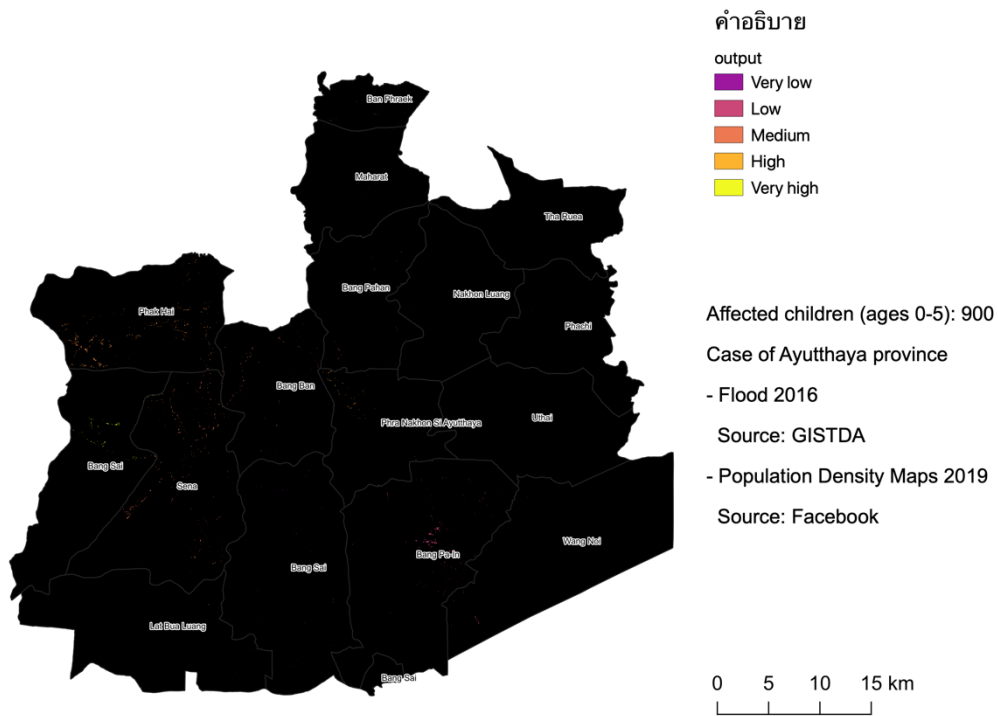 คำอธิบาย
output
Very low
Low
Medium
High
Very high
Ban Phraek
Maharat
Tha Ruea
Bang Pahan
Nakhon Luang
Phak Hai
Phachi
Bang Ban
Phra Nakhon Si Ayutthaya
Uthai
Bang Sai
Sena
Bang Pa-In
Wang Noi
Bang Sai
Lat Bua Luang
Bang Sai
Affected children (ages 0-5): 900
Case of Ayutthaya province
- Flood 2016
Source: GISTDA
- Population Density Maps 2019
Source: Facebook
0 5 10 15 km